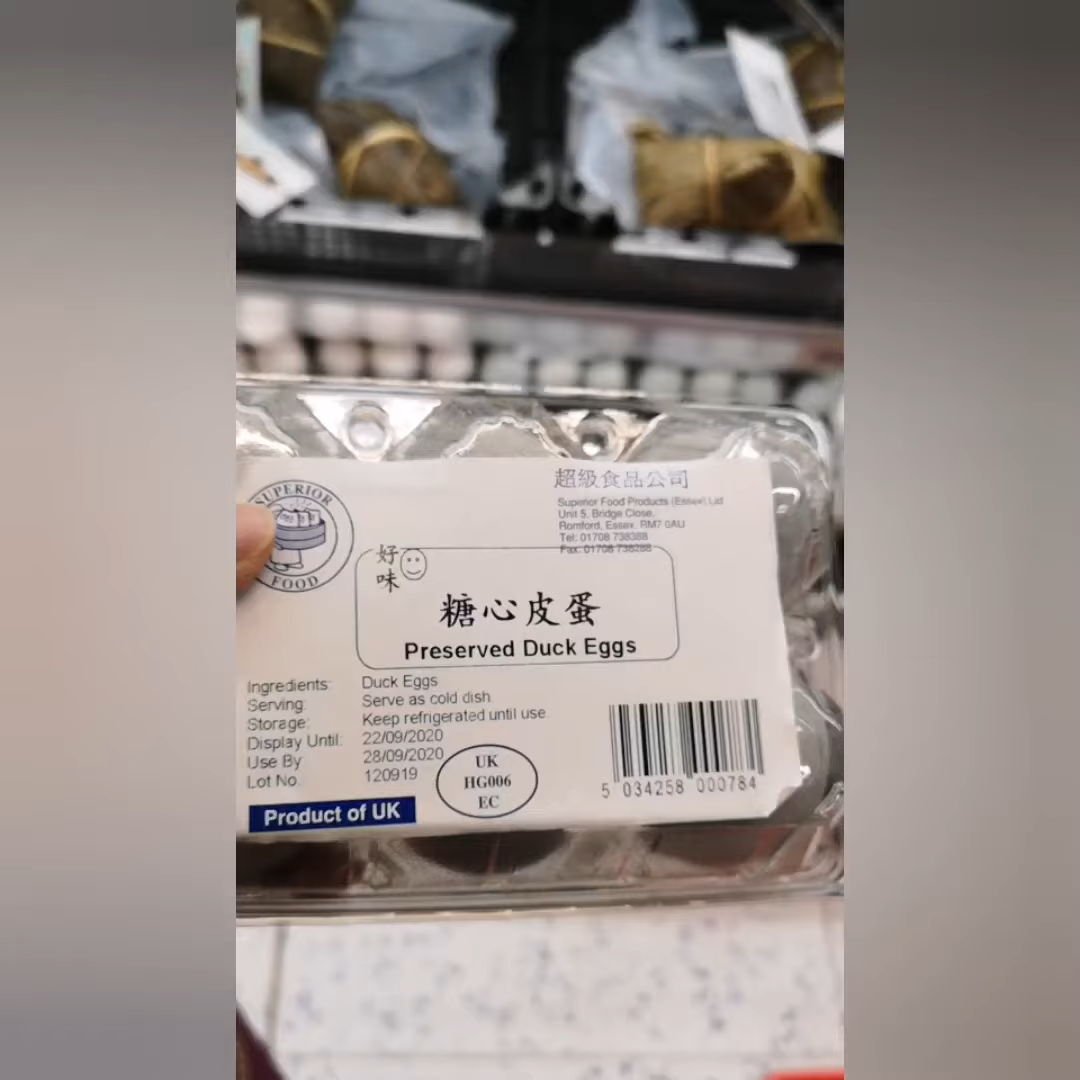 SUPERIOR
FOOD
超級食品公司
Superior Food Products (Essex) Ltd
Unit 5, Bridge Close,
Romford, Essex. RM7 0AU
Tel: 01708 738388
Fax: 01708 738288
好味
糖心皮蛋
Preserved Duck Eggs
Ingredients: Duck Eggs
Serving: Serve as cold dish.
Storage: Keep refrigerated until use.
Display Until: 22/09/2020
Use By 28/09/2020
Lot No. 120919
UK
HG006
EC
Product of UK
5 034258 000784